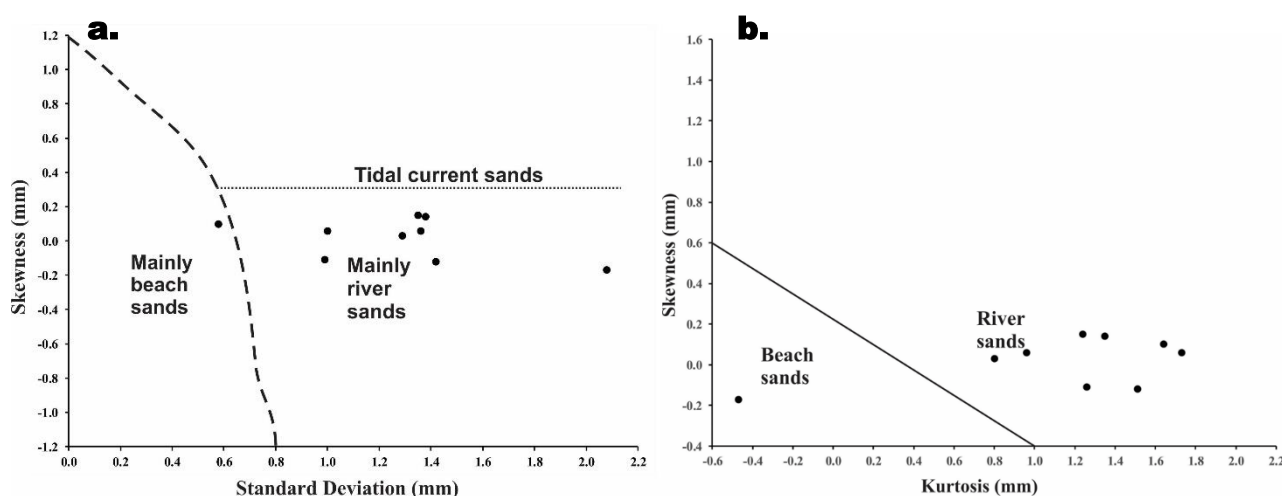 a.
1.2
1.0
0.8
0.6
0.4
0.2
0.0
-0.2
-0.4
-0.6
-0.8
-1.0
-1.2
Skewness (mm)
Tidal current sands
Mainly
beach
sands
Mainly
river
sands
0.0 0.2 0.4 0.6 0.8 1.0 1.2 1.4 1.6 1.8 2.0 2.2
Standard Deviation (mm)
b.
1.6
1.4
1.2
1.0
0.8
0.6
0.4
0.2
0.0
-0.2
-0.4
Skewness (mm)
Beach
sands
River
sands
-0.6 -0.4 -0.2 0.0 0.2 0.4 0.6 0.8 1.0 1.2 1.4 1.6 1.8 2.0 2.2
Kurtosis (mm)